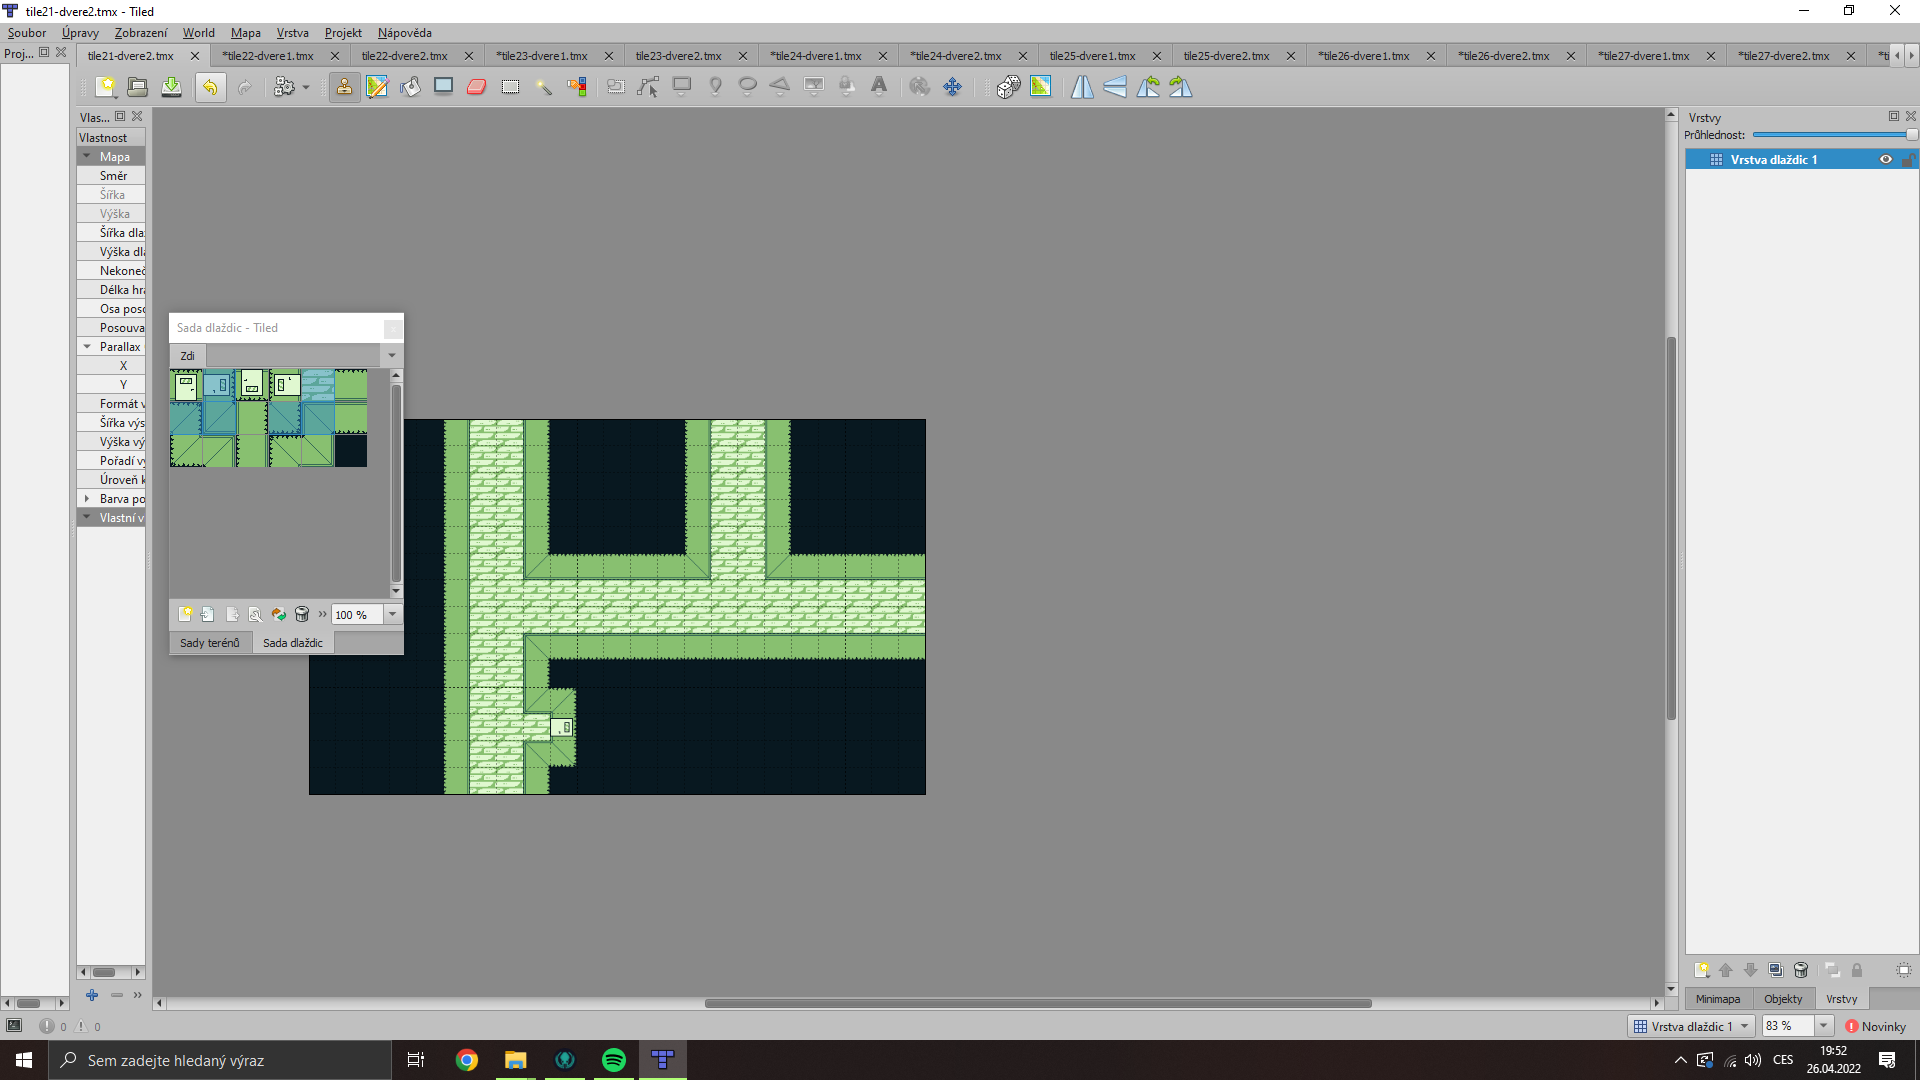 tile21-dvere2.tmx - Tiled
Soubor Úpravy Zobrazení World Mapa Vrstva Projekt Nápověda
Proj...
tile21-dvere2.tmx *tile22-dvere1.tmx tile22-dvere2.tmx *tile23-dvere1.tmx tile23-dvere2.tmx *tile24-dvere1.tmx *tile24-dvere2.tmx tile25-dvere1.tmx tile25-dvere2.tmx *tile26-dvere1.tmx *tile26-dvere2.tmx *tile27-dvere1.tmx *tile27-dvere2.tmx
Vlas...
Vlastnost
Mapa
Směr
Šířka
Výška
Šířka dla
Výška dl
Nekoneč
Délka hr
Osa poso
Posouva
Parallax
X
Y
Formát v
Šířka výs
Výška vý
Pořadí vy
Úroveň k
Barva po
Vlastní v
Sada dlaždic - Tiled
Zdi
100 %
Sady terénů Sada dlaždic
Vrstvy
Průhlednost:
Vrstva dlaždic 1
Minimapa Objekty Vrstvy
0 0
Vrstva dlaždic 1 83 % Novinky
Sem zadejte hledaný výraz
CES
19:52
26.04.2022